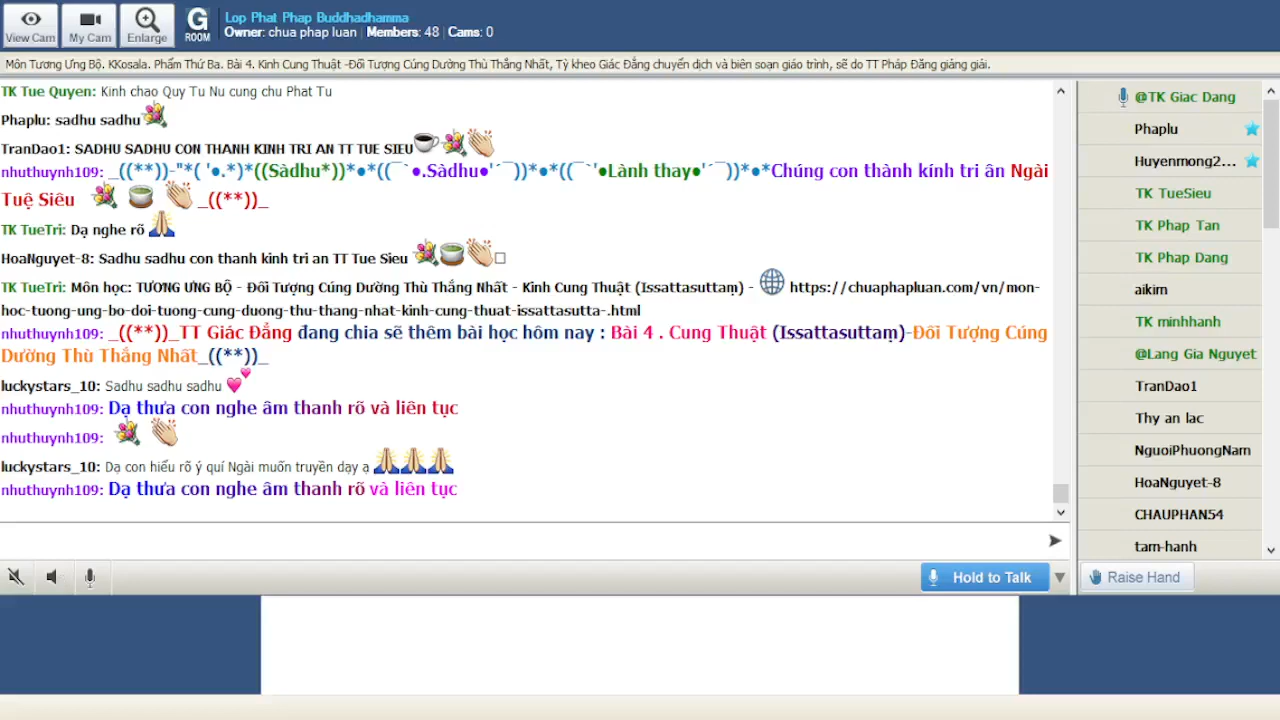 View Cam
My Cam
Enlarge
G
ROOM
Lop Phat Phap Buddhadhamma
Owner: chua phap luan | Members: 48 | Cams: 0
Môn Tương Ưng Bộ. KKosala. Phẩm Thứ Ba. Bài 4. Kinh Cung Thuật -Đối Tượng Cúng Dường Thù Thắng Nhất, Tỳ kheo Giác Đẳng chuyển dịch và biên soạn giáo trình, sẽ do TT Pháp Đăng giảng giải.
TK Tue Quyen: Kinh chao Quy Tu Nu cung chu Phat Tu
Phaplu: sadhu sadhu
TranDao1: SADHU SADHU CON THANH KINH TRI AN TT TUE SIEU
nhuthuynh109: _((**))-"*( '●.*)*((Sàdhu*))*●*((¯`●.Sàdhu●'´¯))*●*((¯`'●Lành thay●'´¯))*●*Chúng con thành kính tri ân Ngài
Tuệ Siêu _((**))_
TK TueTri: Dạ nghe rõ
HoaNguyet-8: Sadhu sadhu con thanh kinh tri an TT Tue Sieu
TK TueTri: Môn học: TƯƠNG ƯNG BỘ - Đối Tượng Cúng Dường Thù Thắng Nhất - Kinh Cung Thuật (Issattasuttaṃ) - https://chuaphapluan.com/vn/mon-
hoc-tuong-ung-bo-doi-tuong-cung-duong-thu-thang-nhat-kinh-cung-thuat-issattasutta-.html
nhuthuynh109: _((**))_TT Giác Đẳng đang chia sẽ thêm bài học hôm nay : Bài 4 . Cung Thuật (Issattasuttaṃ)-Đối Tượng Cúng
Dường Thù Thắng Nhất_((**))_
luckystars_10: Sadhu sadhu sadhu
nhuthuynh109: Dạ thưa con nghe âm thanh rõ và liên tục
nhuthuynh109:
luckystars_10: Dạ con hiểu rõ ý quí Ngài muốn truyền dạy ạ
nhuthuynh109: Dạ thưa con nghe âm thanh rõ và liên tục
Hold to Talk
@TK Giac Dang
Phaplu
Huyenmong2...
TK TueSieu
TK Phap Tan
TK Phap Dang
aikim
TK minhhanh
@Lang Gia Nguyet
TranDao1
Thy an lac
NguoiPhuongNam
HoaNguyet-8
CHAUPHAN54
tam-hanh
Raise Hand